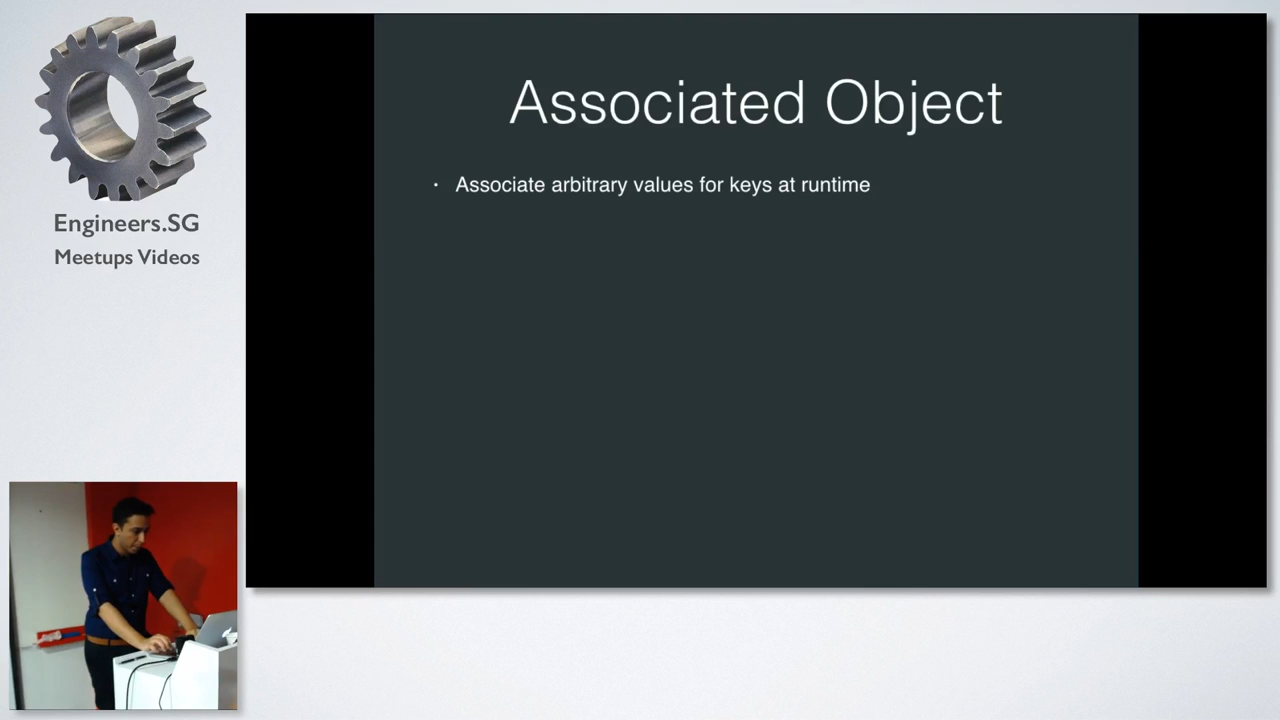 Engineers.SG
Meetups Videos
Associated Object
· Associate arbitrary values for keys at runtime